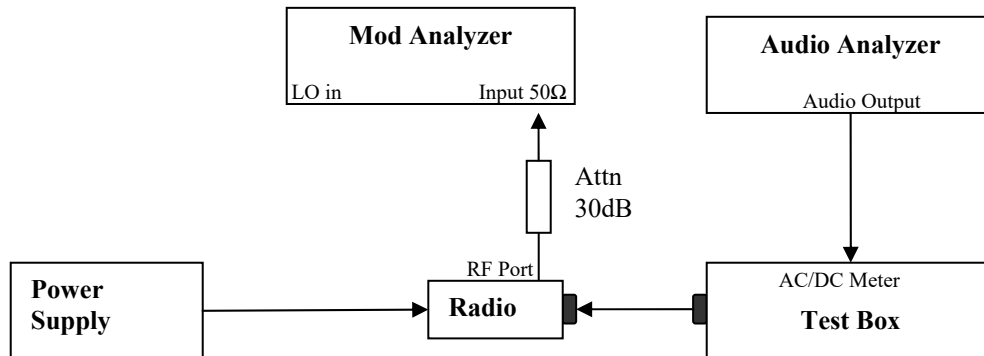 Mod Analyzer
LO in
Input 50Ω
Audio Analyzer
Audio Output
Attn
30dB
RF Port
Power
Supply
Radio
AC/DC Meter
Test Box